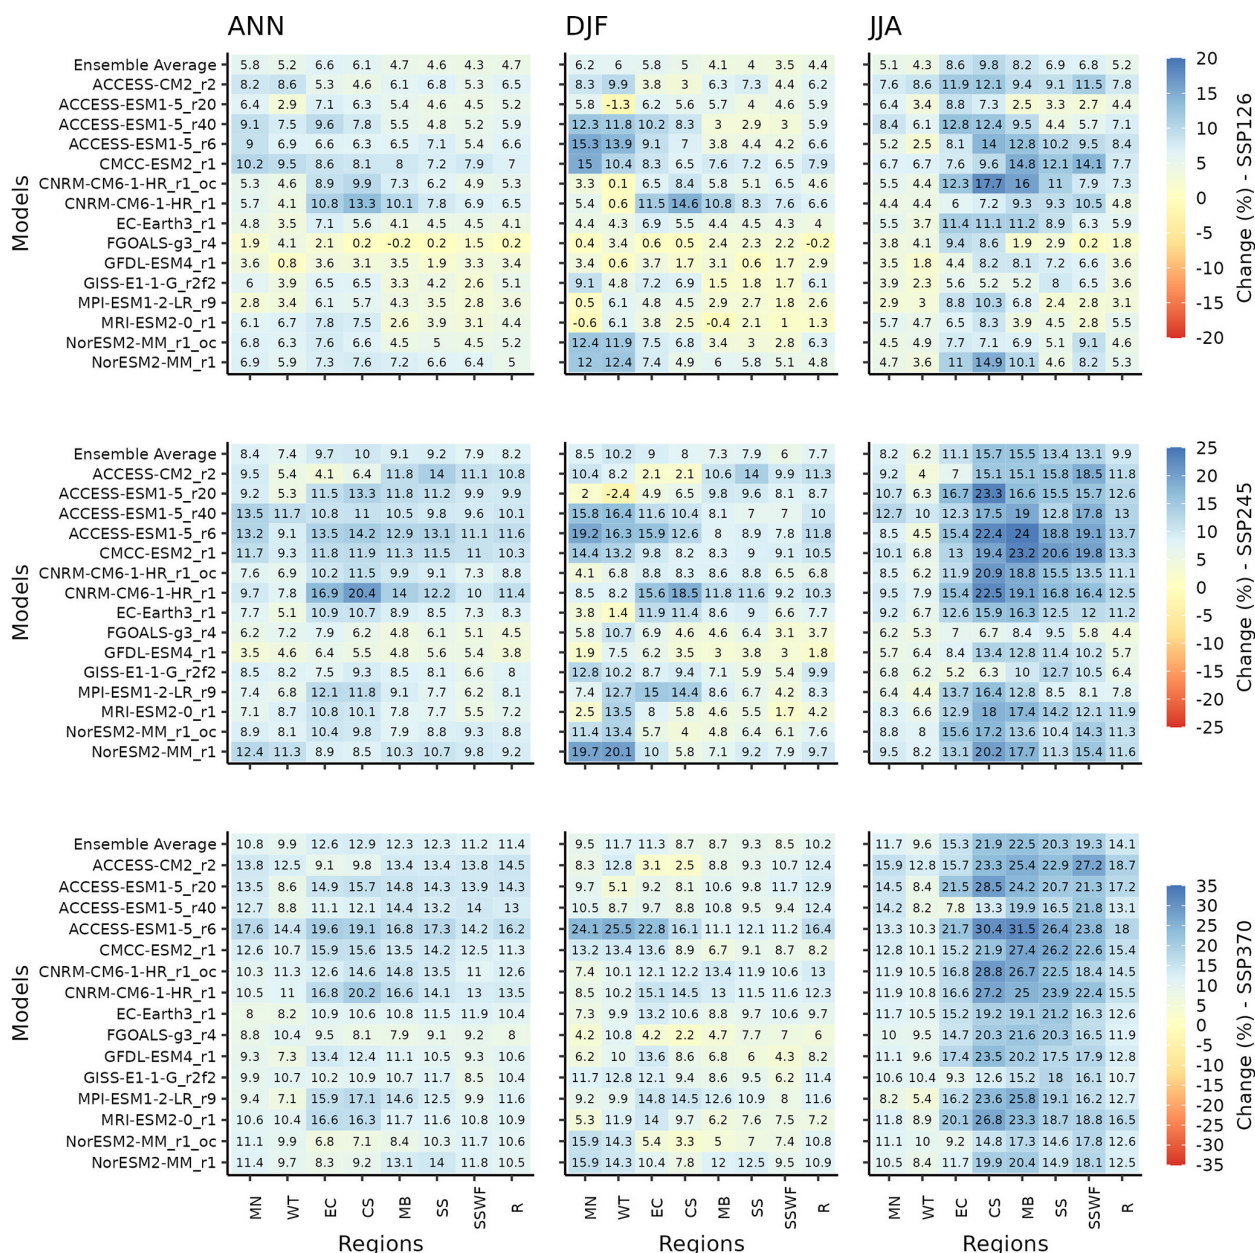 ANN DJF JJA
Models
Ensemble Average 5.8 5.2 6.6 6.1 4.7 4.6 4.3 4.7 6.2 6 5.8 5 4.1 4 3.5 4.4 5.1 4.3 8.6 9.8 8.2 6.9 6.8 5.2
ACCESS-CM2_r2 8.2 8.6 5.3 4.6 6.1 6.8 5.3 6.5 8.3 9.9 3.8 3 6.3 7.3 4.4 6.2 7.6 8.6 11.9 12.1 9.4 9.1 11.5 7.8
ACCESS-ESM1-5_r20 6.4 2.9 7.1 6.3 5.4 4.6 4.5 5.2 5.8 -1.3 6.2 5.6 5.7 4 4.6 5.9 6.4 3.4 8.8 7.3 2.5 3.3 2.7 4.4
ACCESS-ESM1-5_r40 9.1 7.5 9.6 7.8 5.5 4.8 5.2 5.9 12.3 11.8 10.2 8.3 3 2.9 3 5.9 8.4 6.1 12.8 12.4 9.5 4.4 5.7 7.1
ACCESS-ESM1-5_r6 9 6.9 6.6 6.3 6.5 7.1 5.4 6.6 15.3 13.9 9.1 7 3.8 4.4 4.2 6.6 5.2 2.5 8.1 14 12.8 10.2 9.5 8.4
CMCC-ESM2_r1 10.2 9.5 8.6 8.1 8 7.2 7.9 7 15 10.4 8.3 6.5 7.6 7.2 6.5 7.9 6.7 6.7 7.6 9.6 14.8 12.1 14.1 7.7
CNRM-CM6-1-HR_r1_oc 5.3 4.6 8.9 9.9 7.3 6.2 4.9 5.3 3.3 0.1 6.5 8.4 5.8 5.1 6.5 4.6 5.5 4.4 12.3 17.7 16 11 7.9 7.3
CNRM-CM6-1-HR_r1 5.7 4.1 10.8 13.3 10.1 7.8 6.9 6.5 5.4 0.6 11.5 14.6 10.8 8.3 7.6 6.6 4.4 4.4 6 7.2 9.3 9.3 10.5 4.8
EC-Earth3_r1 4.8 3.5 7.1 5.6 4.1 4.5 4.5 4.1 4.4 4.3 6.9 5.7 4.4 4.9 4.3 4 5.5 3.7 11.4 11.1 11.2 8.9 6.3 5.9
FGOALS-g3_r4 1.9 4.1 2.1 0.2 -0.2 0.2 1.5 0.2 0.4 3.4 0.6 0.5 2.4 2.3 2.2 -0.2 3.8 4.1 9.4 8.6 1.9 2.9 0.2 1.8
GFDL-ESM4_r1 3.6 0.8 3.6 3.1 3.5 1.9 3.3 3.4 3.4 0.6 3.7 1.7 3.1 0.6 1.7 2.9 3.5 1.8 4.4 8.2 8.1 7.2 6.6 3.6
GISS-E1-1-G_r2f2 6 3.9 6.5 6.5 3.3 4.2 2.6 5.1 9.1 4.8 7.2 6.9 1.5 1.8 1.7 6.1 3.9 2.3 5.6 5.2 5.2 8 6.5 3.6
MPI-ESM1-2-LR_r9 2.8 3.4 6.1 5.7 4.3 3.5 2.8 3.6 0.5 6.1 4.8 4.5 2.9 2.7 1.8 2.6 2.9 3 8.8 10.3 6.8 2.4 2.8 3.1
MRI-ESM2-0_r1 6.1 6.7 7.8 7.5 2.6 3.9 3.1 4.4 -0.6 6.1 3.8 2.5 -0.4 2.1 1 1.3 5.7 4.7 6.5 8.3 3.9 4.5 2.8 5.5
NorESM2-MM_r1_oc 6.8 6.3 7.6 6.6 4.5 5 4.5 5.2 12.4 11.9 7.5 6.8 3.4 3 2.8 6.3 4.5 4.9 7.7 7.1 6.9 5.1 9.1 4.6
NorESM2-MM_r1 6.9 5.9 7.3 7.6 7.2 6.6 6.4 5 12 12.4 7.4 4.9 6 5.8 5.1 4.8 4.7 3.6 11 14.9 10.1 4.6 8.2 5.3
20
15
10
5
0
-5
-10
-15
-20
Change (%) - SSP126
Models
Ensemble Average 8.4 7.4 9.7 10 9.1 9.2 7.9 8.2 8.5 10.2 9 8 7.3 7.9 6 7.7 8.2 6.2 11.1 15.7 15.5 13.4 13.1 9.9
ACCESS-CM2_r2 9.5 5.4 4.1 6.4 11.8 14 11.1 10.8 10.4 8.2 2.1 2.1 10.6 14 9.9 11.3 9.2 4 7 15.1 15.1 15.8 18.5 11.8
ACCESS-ESM1-5_r20 9.2 5.3 11.5 13.3 11.8 11.2 9.9 9.9 2 -2.4 4.9 6.5 9.8 9.6 8.1 8.7 10.7 6.3 16.7 23.3 16.6 15.5 15.7 12.6
ACCESS-ESM1-5_r40 13.5 11.7 10.8 11 10.5 9.8 9.6 10.1 15.8 16.4 11.6 10.4 8.1 7 7 10 12.7 10 12.3 17.5 19 12.8 17.8 13
ACCESS-ESM1-5_r6 13.2 9.1 13.5 14.2 12.9 13.1 11.1 11.6 19.2 16.3 15.9 12.6 8 8.9 7.8 11.8 8.5 4.5 15.4 22.4 24 18.8 19.1 13.7
CMCC-ESM2_r1 11.7 9.3 11.8 11.9 11.3 11.5 11 10.3 14.4 13.2 9.8 8.2 8.3 9 9.1 10.5 10.1 6.8 13 19.4 23.2 20.6 19.8 13.3
CNRM-CM6-1-HR_r1_oc 7.6 6.9 10.2 11.5 9.9 9.1 7.3 8.8 4.1 6.8 8.8 8.3 8.6 8.8 6.5 6.8 8.5 6.2 11.9 20.9 18.8 15.5 13.5 11.1
CNRM-CM6-1-HR_r1 9.7 7.8 16.9 20.4 14 12.2 10 11.4 8.5 8.2 15.6 18.5 11.8 11.6 9.2 10.3 9.5 7.9 15.4 22.5 19.1 16.8 16.4 12.5
EC-Earth3_r1 7.7 5.1 10.9 10.7 8.9 8.5 7.3 8.3 3.8 1.4 11.9 11.4 8.6 9 6.6 7.7 9 6.2 12.6 15.9 16.3 12.5 12 11.2
FGOALS-g3_r4 6.2 7.2 7.9 6.2 4.8 6.1 5.1 4.5 5.8 10.7 6.9 4.6 4.6 6.4 3.1 3.7 6.2 5.3 7 6.7 8.4 9.5 5.8 4.4
GFDL-ESM4_r1 3.5 4.6 6.4 5.5 4.8 5.6 5.4 3.8 1.9 7.5 6.2 3.5 3 3.8 3 1.8 5.7 6.4 8.4 13.4 12.8 11.4 10.2 5.7
GISS-E1-1-G_r2f2 8.5 8.2 7.5 9.3 8.5 8.1 6.6 8 12.8 10.2 8.7 9.4 7.1 8.2 5.4 9.9 6.8 6.2 5.2 6.3 10 12.7 10.5 6.4
MPI-ESM1-2-LR_r9 7.4 6.8 12.1 11.8 9.1 7.7 6.2 8.1 7.4 12.7 15 14.4 8.6 6.7 4.2 8.3 6.4 4.4 13.7 16.4 12.8 8.5 8.1 7.8
MRI-ESM2-0_r1 7.1 8.7 10.8 10.1 7.8 7.7 5.5 7.2 2.5 13.5 8 5.8 4.6 5.5 1.7 4.2 8.3 6.6 12.9 18 17.4 14.2 12.1 11.9
NorESM2-MM_r1_oc 8.9 8.1 10.4 9.8 7.9 8.8 9.3 8.8 11.4 13.4 5.7 4 4.8 6.4 6.1 7.6 8.8 8 15.6 17.2 13.6 10.4 14.3 11.3
NorESM2-MM_r1 12.4 11.3 8.9 8.5 10.3 10.7 9.8 9.2 19.7 20.1 10 5.8 7.1 9.2 7.9 9.7 9.5 8.2 13.1 20.2 17.7 11.3 15.4 11.6
25
20
15
10
5
0
-5
-10
-15
-20
-25
Change (%) - SSP245
Models
Ensemble Average 10.8 9.9 12.6 12.9 12.3 12.3 11.2 11.4 9.5 11.7 11.3 8.7 8.7 9.3 8.5 10.2 11.7 9.6 15.3 21.9 22.5 20.3 19.3 14.1
ACCESS-CM2_r2 13.8 12.5 9.1 9.8 13.4 13.4 13.8 14.5 8.3 12.8 3.1 2.5 8.8 9.3 10.7 12.4 15.9 12.8 15.7 23.3 25.4 22.9 27.2 18.7
ACCESS-ESM1-5_r20 13.5 8.6 14.9 15.7 14.8 14.3 13.9 14.3 9.7 5.1 9.2 8.1 10.6 9.8 11.7 12.9 14.5 8.4 21.5 28.5 24.2 20.7 21.3 17.2
ACCESS-ESM1-5_r40 12.7 8.8 11.1 12.1 14.4 13.2 14 13 10.5 8.7 9.7 8.8 10.8 9.5 9.4 12.4 14.2 8.2 7.8 13.3 19.9 16.5 21.8 13.1
ACCESS-ESM1-5_r6 17.6 14.4 19.6 19.1 16.8 17.3 14.2 16.2 24.1 25.5 22.8 16.1 11.1 12.1 11.2 16.4 13.3 10.3 21.7 30.4 31.5 26.4 23.8 18
CMCC-ESM2_r1 12.6 10.7 15.9 15.6 13.5 14.2 12.5 11.3 13.2 13.4 13.6 8.9 6.7 9.1 8.7 8.2 12.8 10.1 15.2 21.9 27.4 26.2 22.6 15.4
CNRM-CM6-1-HR_r1_oc 10.3 11.3 12.6 14.6 14.8 13.5 11 12.6 7.4 10.1 12.1 12.2 13.4 11.9 10.6 13 11.9 10.5 16.8 28.8 26.7 22.5 18.4 14.5
CNRM-CM6-1-HR_r1 10.5 11 16.8 20.2 16.6 14.1 13 13.5 8.5 10.2 15.1 14.5 13 11.5 11.6 12.3 11.9 10.8 16.6 27.2 25 23.9 22.4 15.5
EC-Earth3_r1 8 8.2 10.9 10.6 10.8 11.5 11.9 10.4 7.3 9.9 13.2 10.6 8.8 9.7 10.6 9.7 11.7 10.5 15.2 19.2 19.1 21.2 16.3 12.6
FGOALS-g3_r4 8.8 10.4 9.5 8.1 7.9 9.1 9.2 8 4.2 10.8 4.2 2.2 4.7 7.7 7 6 10 9.5 14.7 20.3 21.6 20.3 16.5 11.9
GFDL-ESM4_r1 9.3 7.3 13.4 12.4 11.1 10.5 9.3 10.6 6.2 10 13.6 8.6 6.8 6 4.3 8.2 11.1 9.6 17.4 23.5 20.2 17.5 17.9 12.8
GISS-E1-1-G_r2f2 9.9 10.7 10.2 10.9 10.7 11.7 8.5 10.4 11.7 12.8 12.1 9.4 8.6 9.5 6.2 11.4 10.6 10.4 9.3 12.6 15.2 18 16.1 10.7
MPI-ESM1-2-LR_r9 9.4 7.1 15.9 17.1 14.6 12.5 9.9 11.6 9.2 9.9 14.8 14.5 12.6 10.9 8 11.6 8.2 5.4 16.2 23.6 25.8 19.1 16.2 12.7
MRI-ESM2-0_r1 10.6 10.4 16.6 16.3 11.7 11.6 10.8 10.9 5.3 11.9 14 9.7 6.2 7.6 7.5 7.2 11.8 8.9 20.1 26.8 23.3 18.7 18.8 16.5
NorESM2-MM_r1_oc 11.1 9.9 6.8 7.1 8.4 10.3 11.7 10.6 15.9 14.3 5.4 3.3 5 7 7.4 10.8 11.1 10 9.2 14.8 17.3 14.6 17.8 12.6
NorESM2-MM_r1 11.4 9.7 8.3 9.2 13.1 14 11.8 10.5 15.9 14.3 10.4 7.8 12 12.5 9.5 10.9 10.5 8.4 11.7 19.9 20.4 14.9 18.1 12.5
35
30
25
20
15
10
5
0
-5
-10
-15
-20
-25
-30
-35
Change (%) - SSP370
MN WT EC CS MB SS SSWF R MN WT EC CS MB SS SSWF R MN WT EC CS MB SS SSWF R
Regions Regions Regions